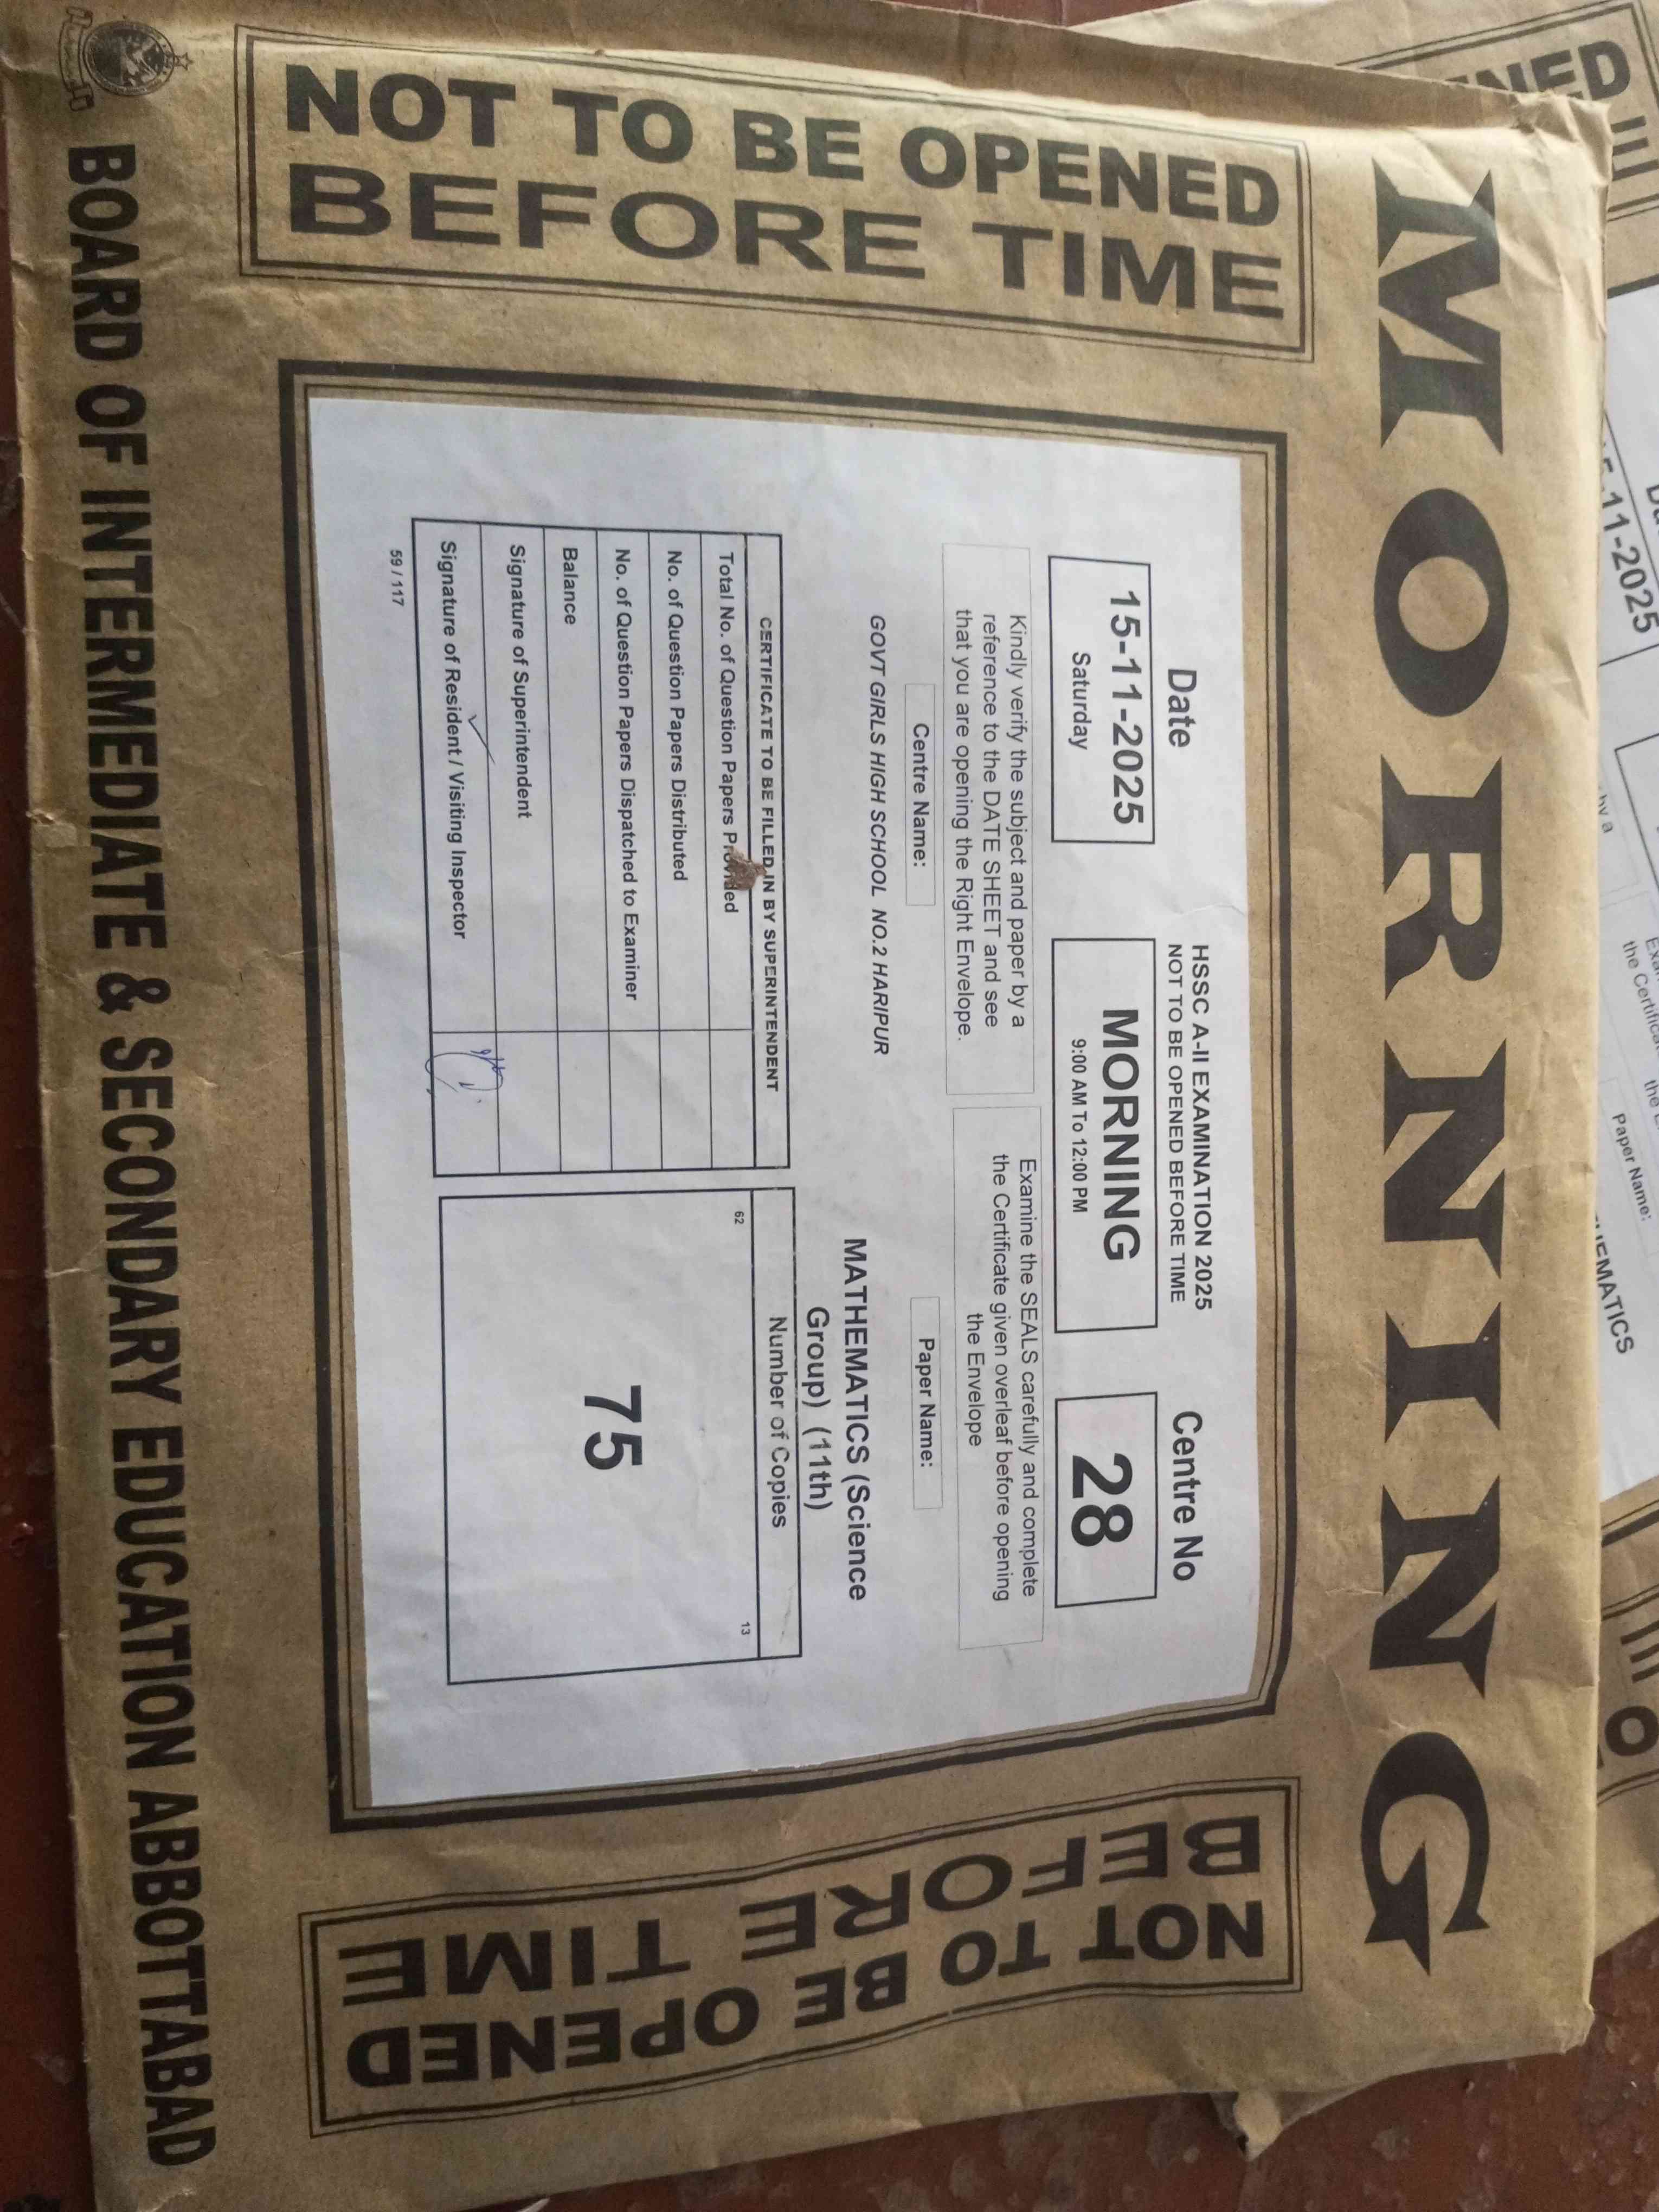 MORNING
NOT TO BE OPENED
BEFORE TIME
HSSC A-II EXAMINATION 2025
NOT TO BE OPENED BEFORE TIME
Date
15-11-2025
Saturday
MORNING
9:00 AM To 12:00 PM
Centre No
28
Kindly verify the subject and paper by a
reference to the DATE SHEET and see
that you are opening the Right Envelope.
Examine the SEALS carefully and complete
the Certificate given overleaf before opening
the Envelope
Centre Name:
GOVT GIRLS HIGH SCHOOL NO.2 HARIPUR
Paper Name:
MATHEMATICS (Science
Group) (11th)
CERTIFICATE TO BE FILLED IN BY SUPERINTENDENT
Total No. of Question Papers Provided
No. of Question Papers Distributed
No. of Question Papers Dispatched to Examiner
Balance
Signature of Superintendent
Signature of Resident / Visiting Inspector
Number of Copies
62
13
75
59 / 117
NOT TO BE OPENED
BEFORE TIME
BOARD OF INTERMEDIATE & SECONDARY EDUCATION ABBOTTABAD
11-2025
by a
the
Paper Name: